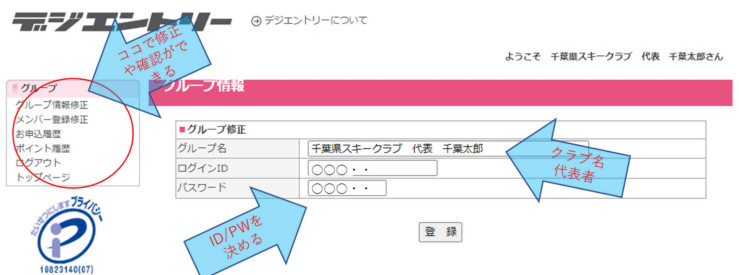 デジエントリー
デジエントリーについて
ようこそ 千葉県スキークラブ 代表 千葉太郎さん
ココで修正
や確認がで
きる
グループ
グループ情報修正
メンバー登録修正
お申込履歴
ポイント履歴
ログアウト
トップページ
グループ情報
■グループ修正
グループ名
千葉県スキークラブ 代表 千葉太郎
ログインID
○○○・・
パスワード
○○○・・
クラブ名
代表者
ID/PWを
決める
登 録
たいせつにします プライバシー
10823140(07)